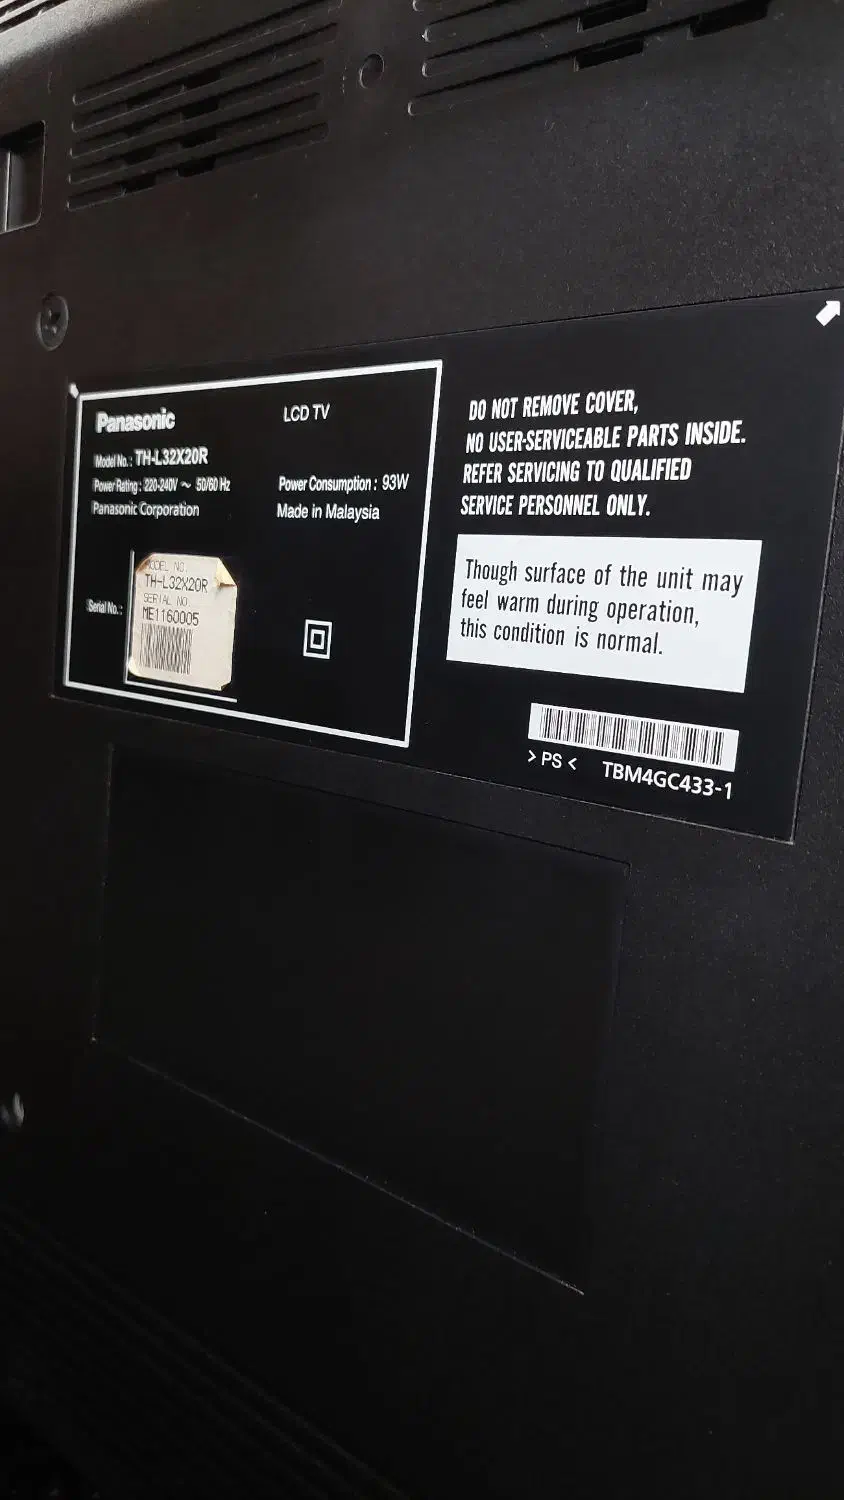 Panasonic
LCD TV
Model No. : TH-L32X20R
Power Rating : 220-240V ～ 50/60 Hz
Power Consumption : 93W
Panasonic Corporation
Made in Malaysia
Serial No. :
MODEL NO.
TH-L32X20R
SERIAL NO
ME1160005
DO NOT REMOVE COVER,
NO USER-SERVICEABLE PARTS INSIDE.
REFER SERVICING TO QUALIFIED
SERVICE PERSONNEL ONLY.
Though surface of the unit may
feel warm during operation,
this condition is normal.
> PS < TBM4GC433-1